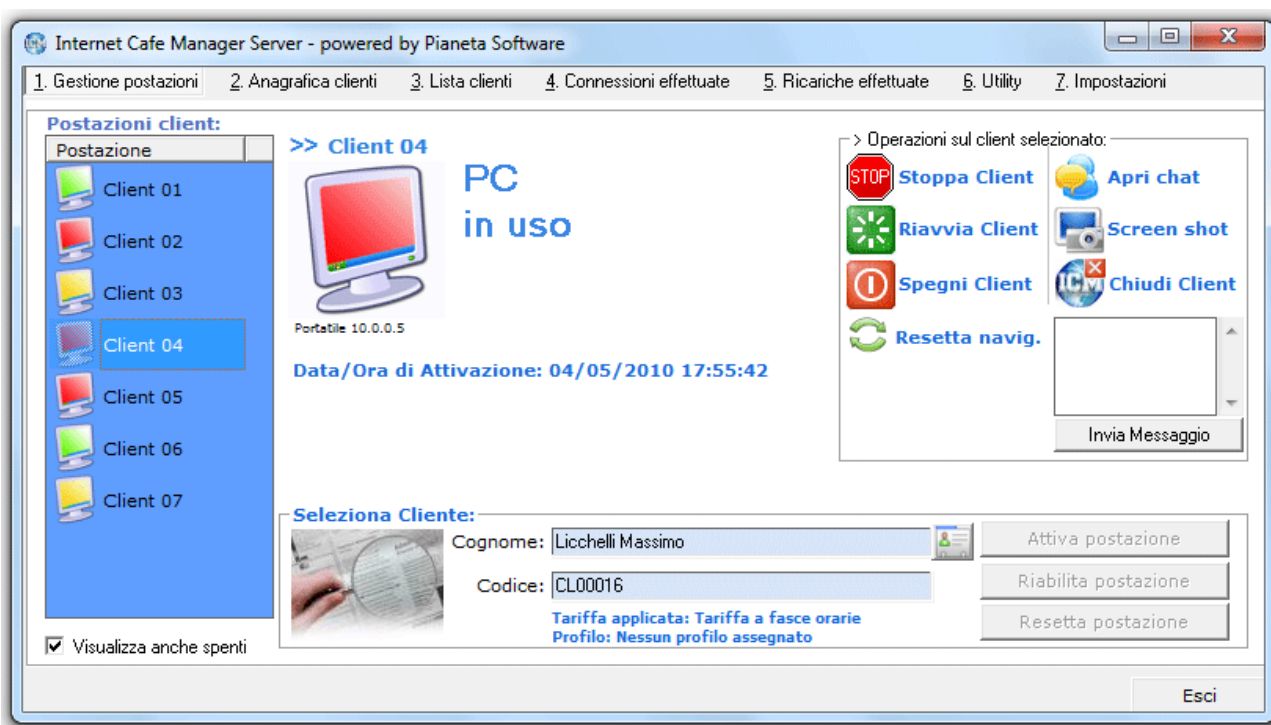 Internet Cafe Manager Server - powered by Pianeta Software
1. Gestione postazioni 2. Anagrafica clienti 3. Lista clienti 4. Connessioni effettuate 5. Ricariche effettuate 6. Utility 7. Impostazioni
Postazioni client:
Postazione
Client 01
Client 02
Client 03
Client 04
Client 05
Client 06
Client 07
Visualizza anche spenti
>> Client 04
PC
in uso
Portatile 10.0.0.5
Data/Ora di Attivazione: 04/05/2010 17:55:42
> Operazioni sul client selezionato:
STOP Stoppa Client
Apri chat
Riavvia Client
Screen shot
Spegni Client
ICM Chiudi Client
Resetta navig.
Invia Messaggio
Seleziona Cliente:
Cognome: Licchelli Massimo
Codice: CL00016
Tariffa applicata: Tariffa a fasce orarie
Profilo: Nessun profilo assegnato
Attiva postazione
Riabilita postazione
Resetta postazione
Esci